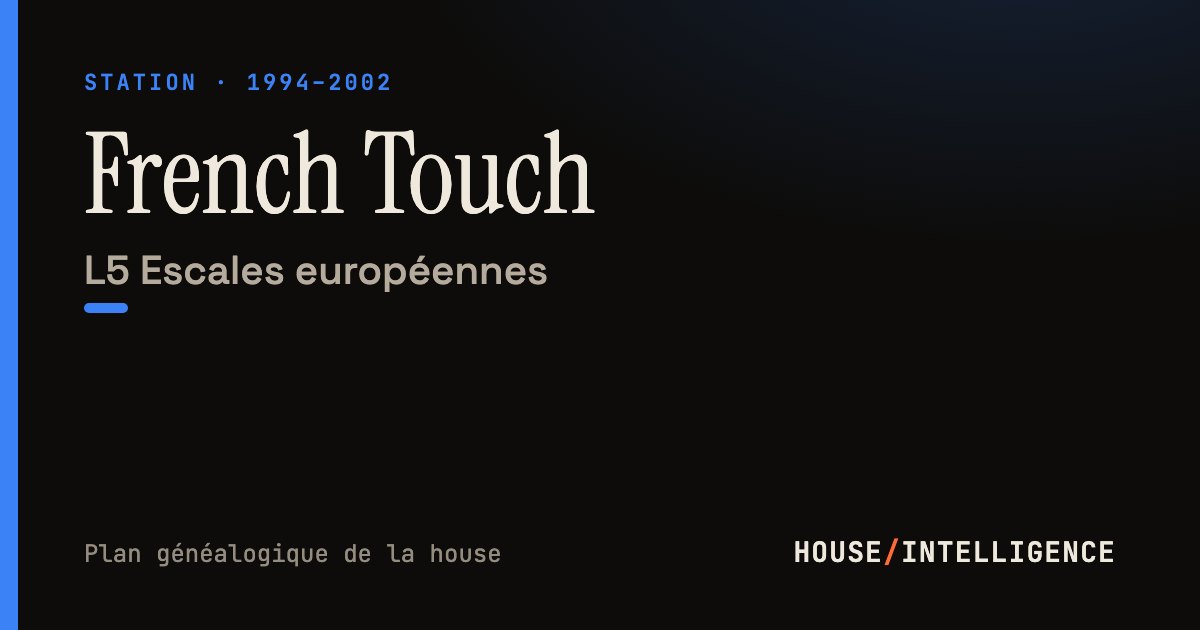 STATION · 1994–2002
French Touch
L5 Escales européennes
Plan généalogique de la house
HOUSE/INTELLIGENCE